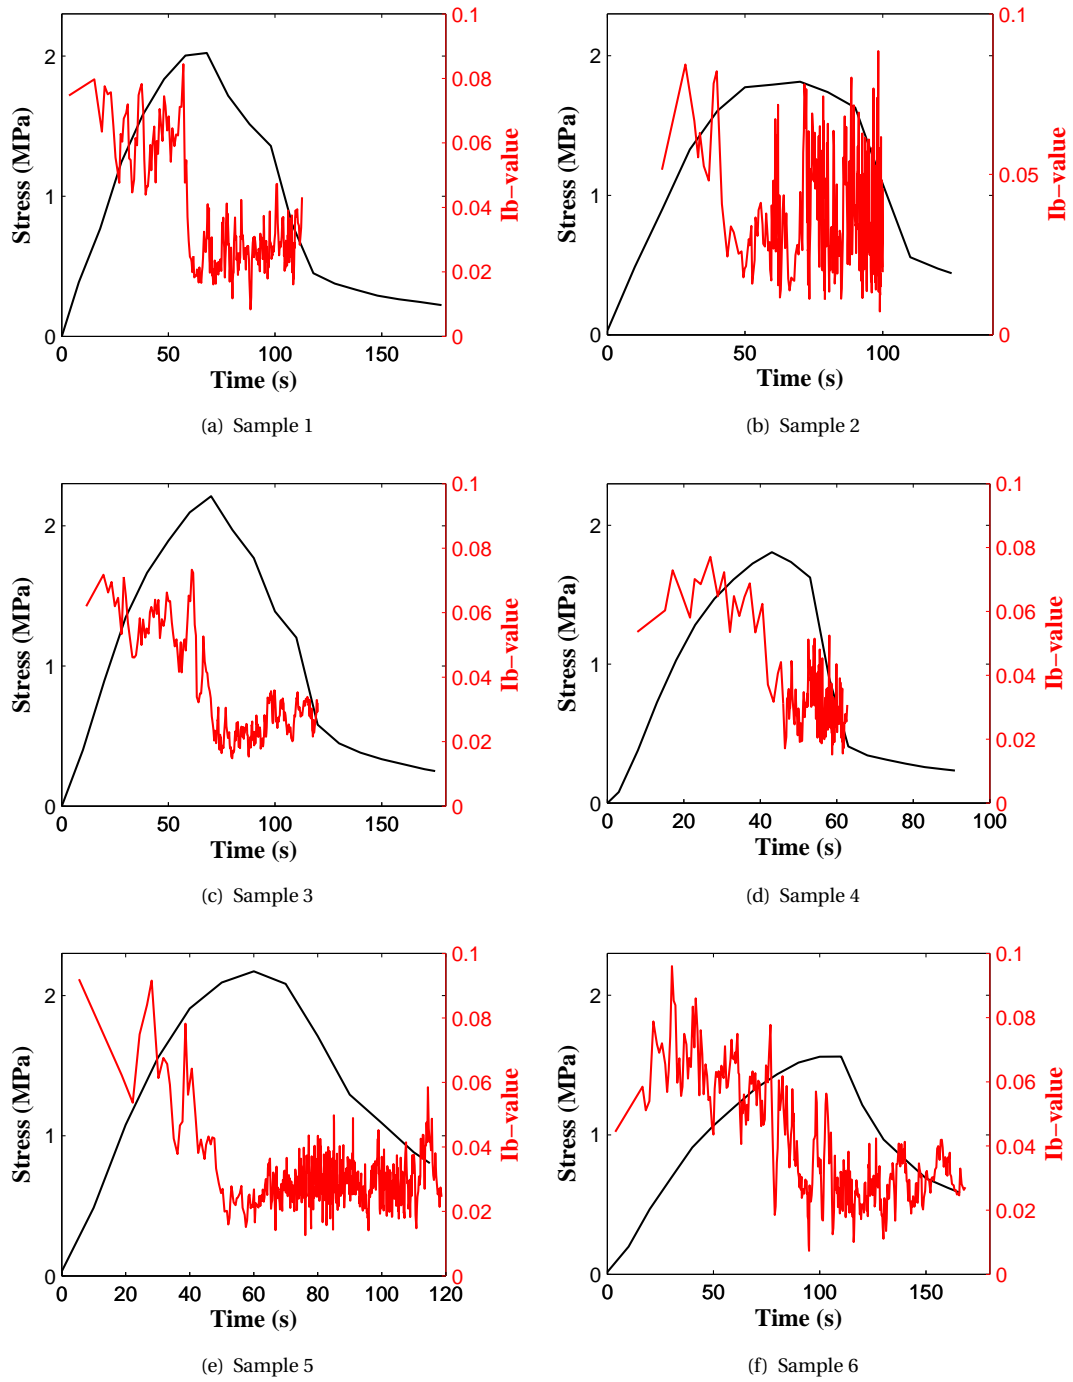 0.1
0.08
0.06
0.04
0.02
0
2
1
0
Stress (MPa)
Ib−value
0 50 100 150
Time (s)
(a) Sample 1
0.1
0.05
0
2
1
0
Stress (MPa)
Ib−value
0 50 100
Time (s)
(b) Sample 2
0.1
0.08
0.06
0.04
0.02
0
2
1
0
Stress (MPa)
Ib−value
0 50 100 150
Time (s)
(c) Sample 3
0.1
0.08
0.06
0.04
0.02
0
2
1
0
Stress (MPa)
Ib−value
0 20 40 60 80 100
Time (s)
(d) Sample 4
0.1
0.08
0.06
0.04
0.02
0
2
1
0
Stress (MPa)
Ib−value
0 20 40 60 80 100 120
Time (s)
(e) Sample 5
0.1
0.08
0.06
0.04
0.02
0
2
1
0
Stress (MPa)
Ib−value
0 50 100 150
Time (s)
(f) Sample 6